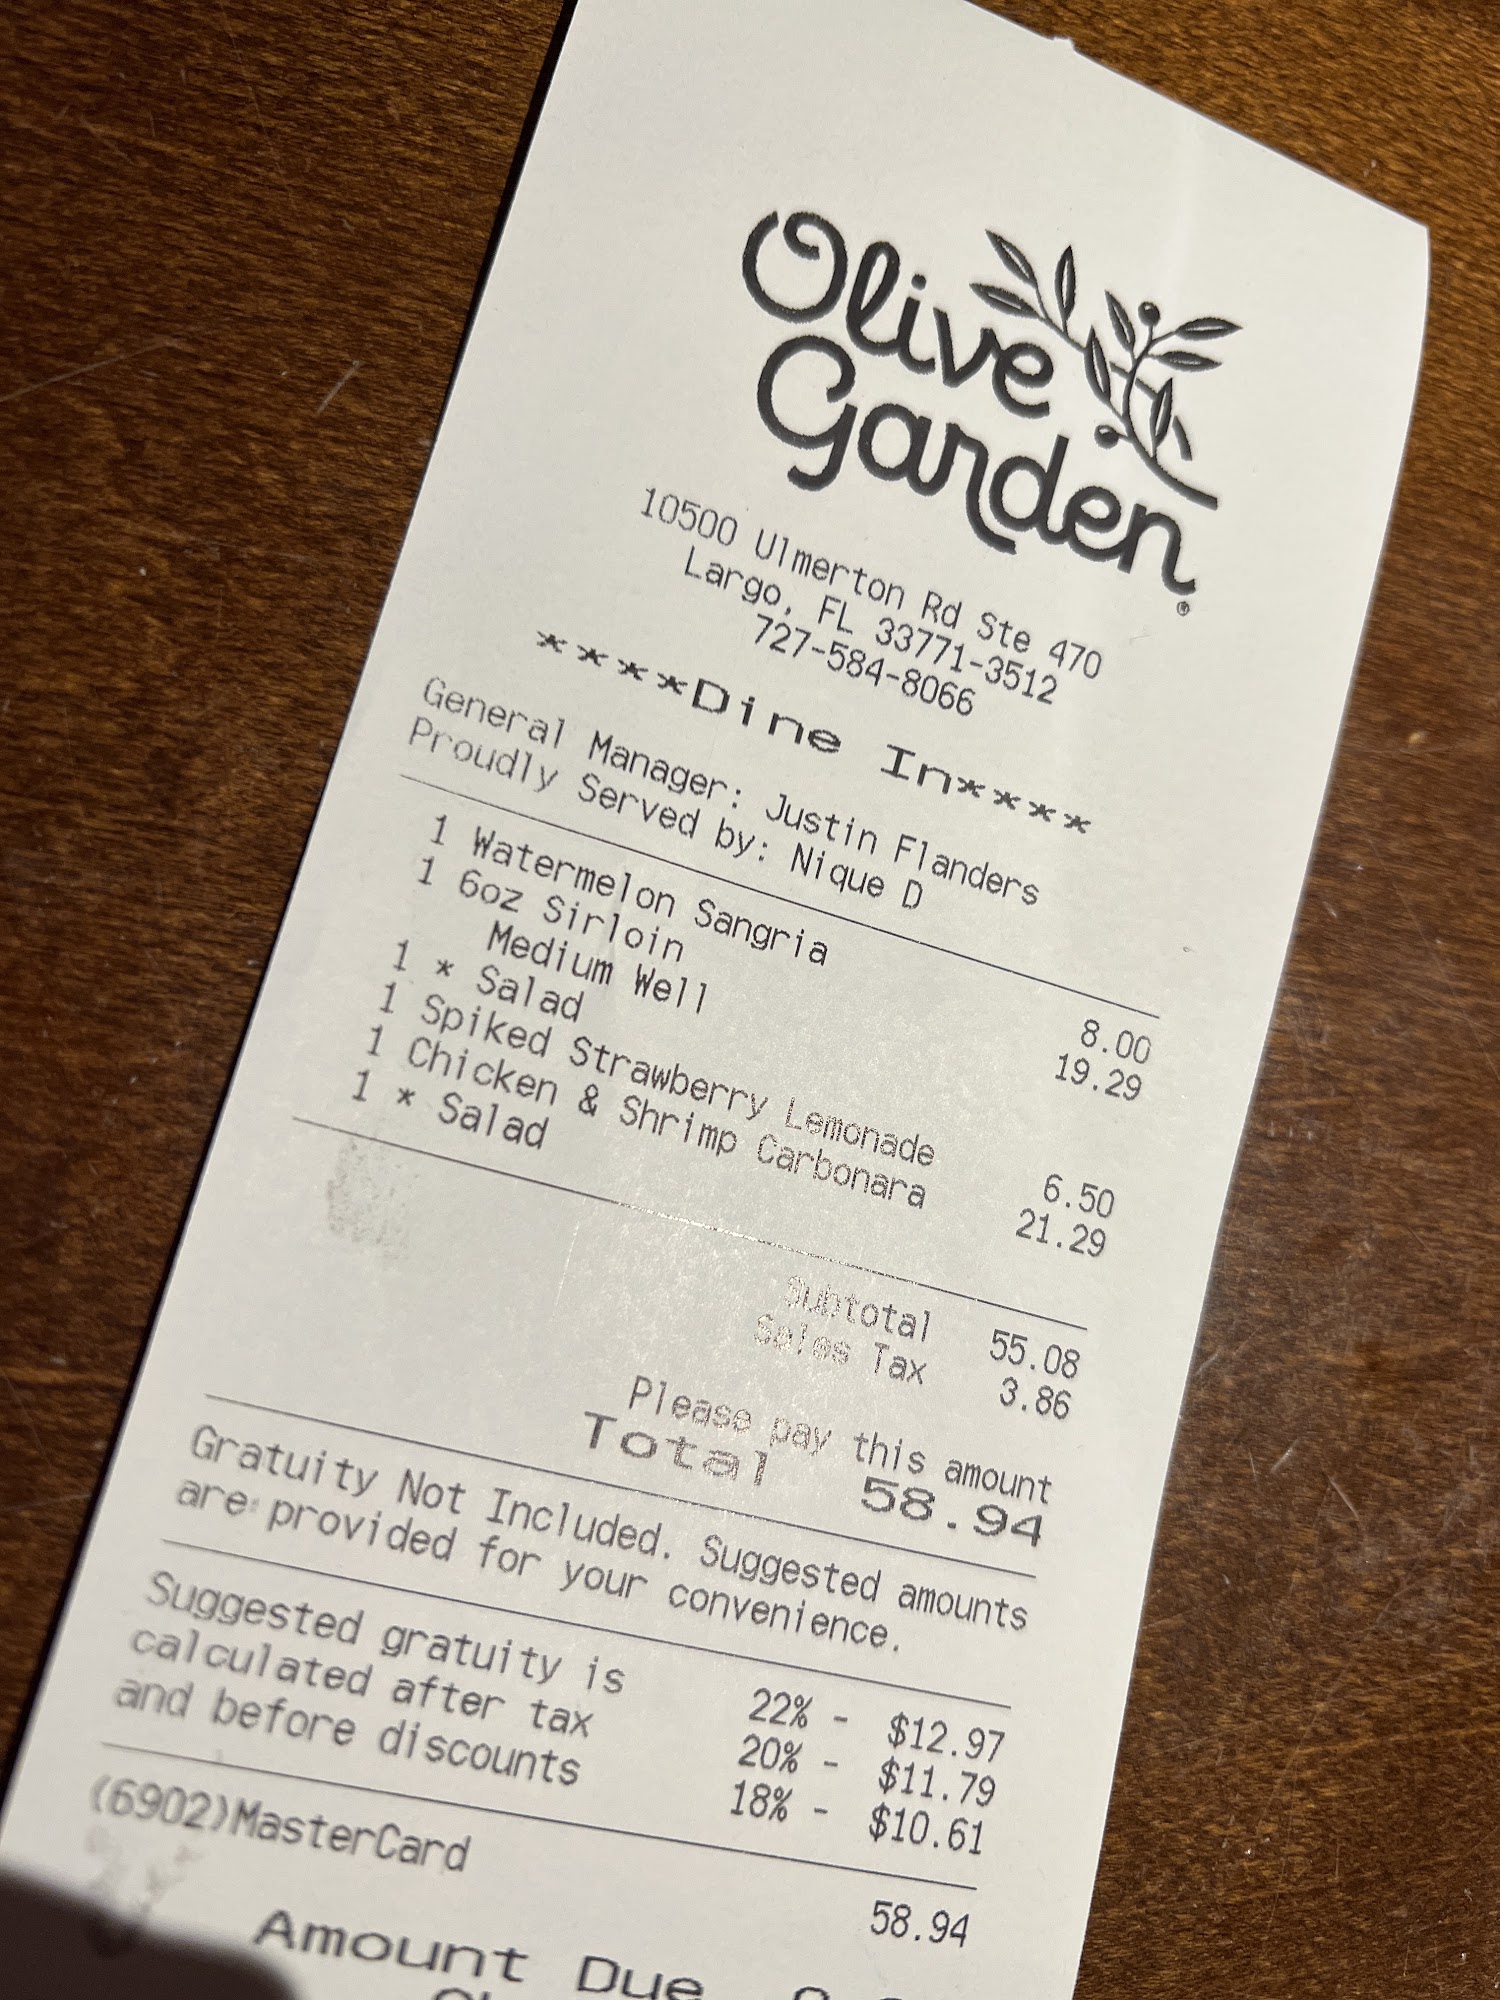 Olive
Garden®
10500 Ulmerton Rd Ste 470
Largo, FL 33771-3512
727-584-8066
****Dine In****
General Manager: Justin Flanders
Proudly Served by: Nique D
1 Watermelon Sangria 8.00
1 6oz Sirloin 19.29
Medium Well
1 * Salad
1 Spiked Strawberry Lemonade 6.50
1 Chicken & Shrimp Carbonara 21.29
1 * Salad
Subtotal 55.08
Sales Tax 3.86
Please pay this amount
Total 58.94
Gratuity Not Included. Suggested amounts
are provided for your convenience.
Suggested gratuity is 22% - $12.97
calculated after tax 20% - $11.79
and before discounts 18% - $10.61
(6902)MasterCard 58.94
Amount Due